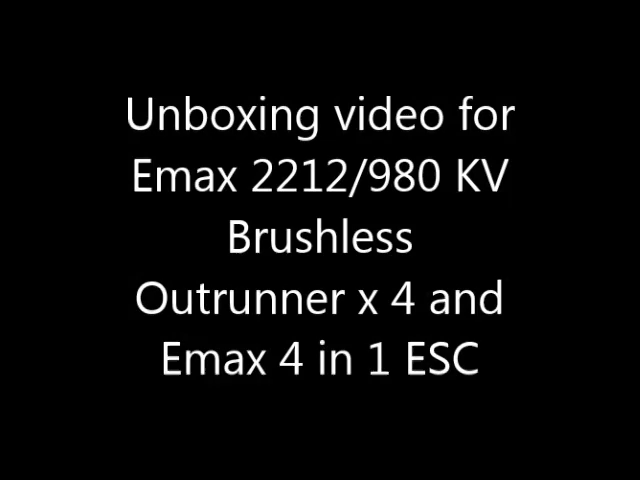 Unboxing video for
Emax 2212/980 KV
Brushless
Outrunner x 4 and
Emax 4 in 1 ESC